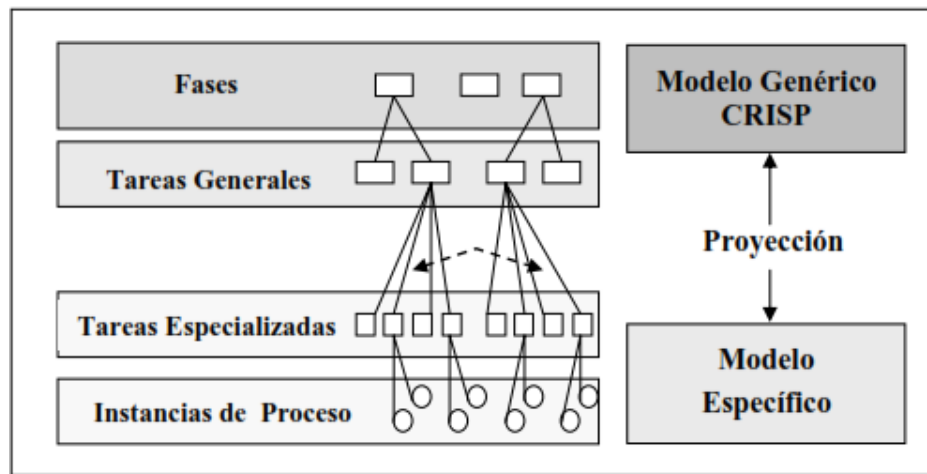 Fases
Modelo Genérico
CRISP
Tareas Generales
Proyección
Tareas Especializadas
Modelo
Específico
Instancias de Proceso